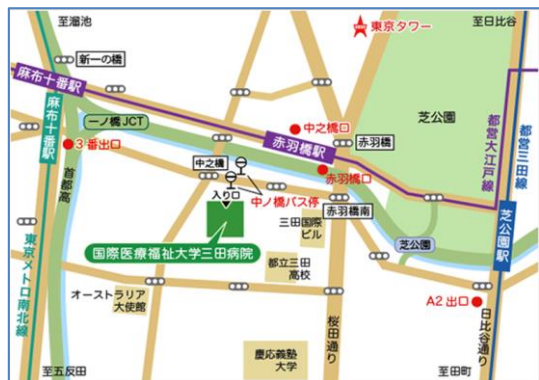 至溜池
東京タワー
至日比谷
新一の橋
麻布十番駅
麻布十番駅
一ノ橋JCT
中之橋口
芝公園
都営大江戸線
都営三田線
3番出口
赤羽橋駅
赤羽橋
中之橋
赤羽橋口
首都高
入り口
中ノ橋バス停
赤羽橋南
三田国際
ビル
芝公園
芝公園駅
国際医療福祉大学三田病院
都立三田
高校
東京メトロ南北線
オーストラリア
大使館
A2出口
桜田通り
日比谷通り
慶応義塾
大学
至五反田
至田町